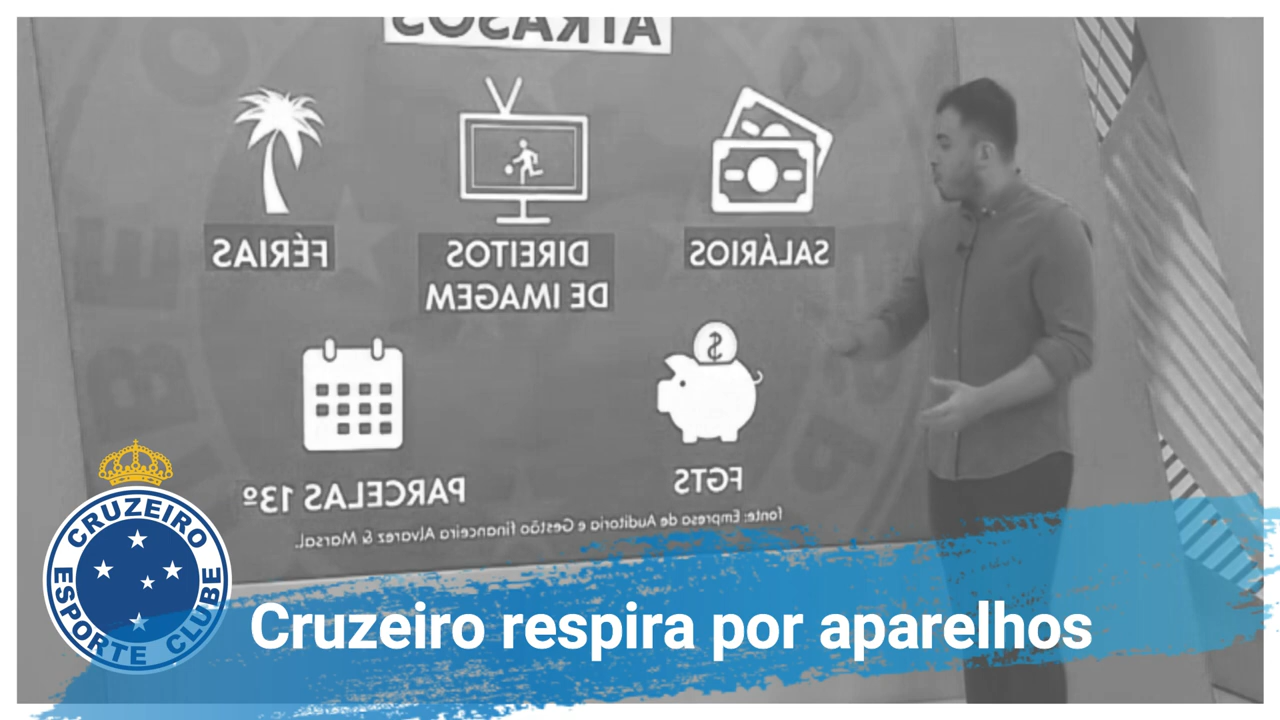 ATRASOS
FÉRIAS
DIREITOS
DE IMAGEM
SALÁRIOS
$
PARCELAS 13º
FGTS
fonte: Empresa de Auditoria e Gestão financeira Alvarez & Marsal.
CRUZEIRO
ESPORTE CLUBE
Cruzeiro respira por aparelhos